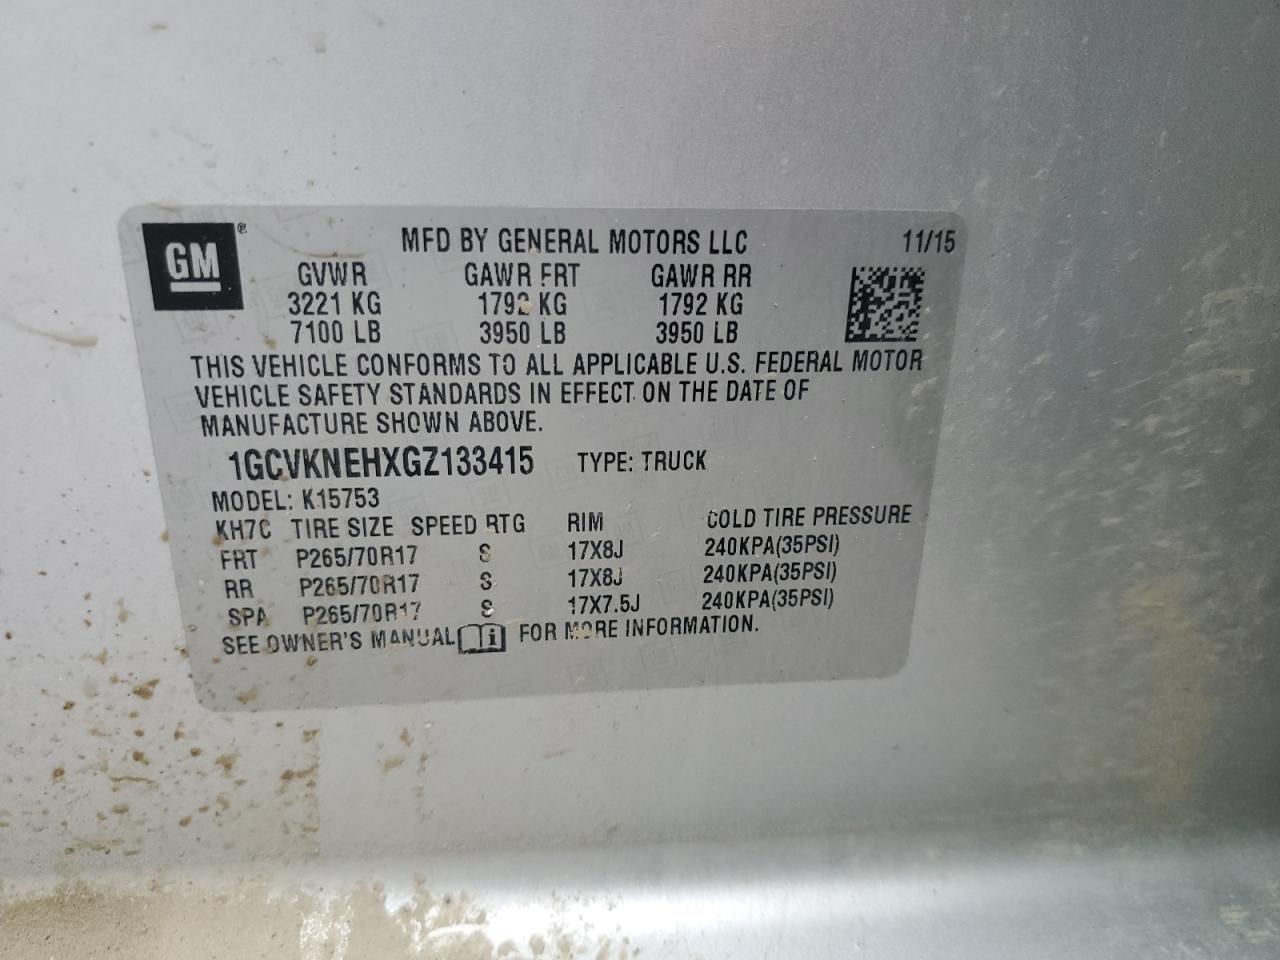 GM®
MFD BY GENERAL MOTORS LLC 11/15
GVWR GAWR FRT GAWR RR
3221 KG 1792 KG 1792 KG
7100 LB 3950 LB 3950 LB
THIS VEHICLE CONFORMS TO ALL APPLICABLE U.S. FEDERAL MOTOR
VEHICLE SAFETY STANDARDS IN EFFECT ON THE DATE OF
MANUFACTURE SHOWN ABOVE.
1GCVKNEHXGZ133415 TYPE: TRUCK
MODEL: K15753
KH7C TIRE SIZE SPEED RTG RIM COLD TIRE PRESSURE
FRT P265/70R17 S 17X8J 240KPA(35PSI)
RR P265/70R17 S 17X8J 240KPA(35PSI)
SPA P265/70R17 S 17X7.5J 240KPA(35PSI)
SEE OWNER'S MANUAL i FOR MORE INFORMATION.